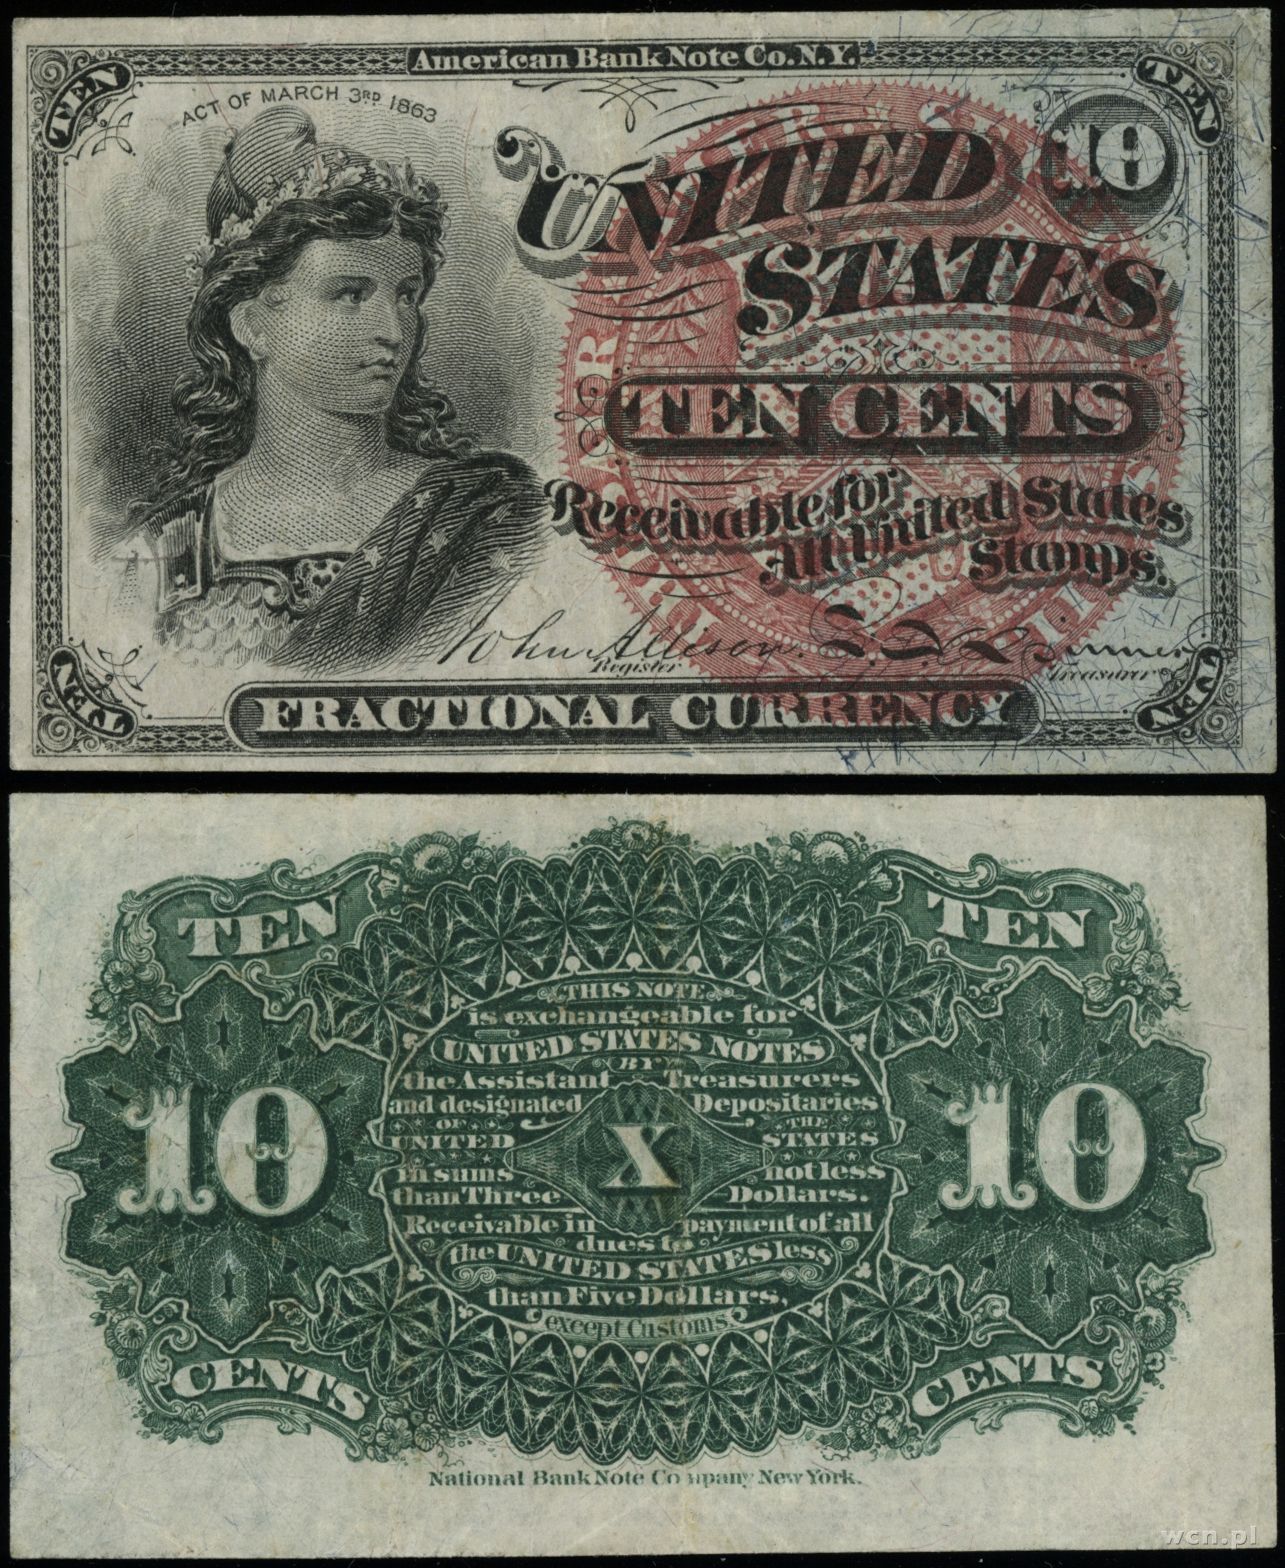 American Bank Note Co. N.Y.
TEN
TEN
ACT OF MARCH 3RD 1863
10
UNITED
STATES
TEN CENTS
Receivable for
All United States
Stamps.
John Allison
Register
Treasurer
TEN
TEN
FRACTIONAL CURRENCY
TEN
TEN
THIS NOTE
is exchangeable for
UNITED STATES NOTES
by
the Assistant Treasurers
and designated Depositaries
of the
UNITED STATES
in sums not less
than Three Dollars
Receivable in payment of all
dues to
the UNITED STATES less
than Five Dollars
except Customs.
X
10
10
CENTS
CENTS
National Bank Note Company, New York.
wcn.pl